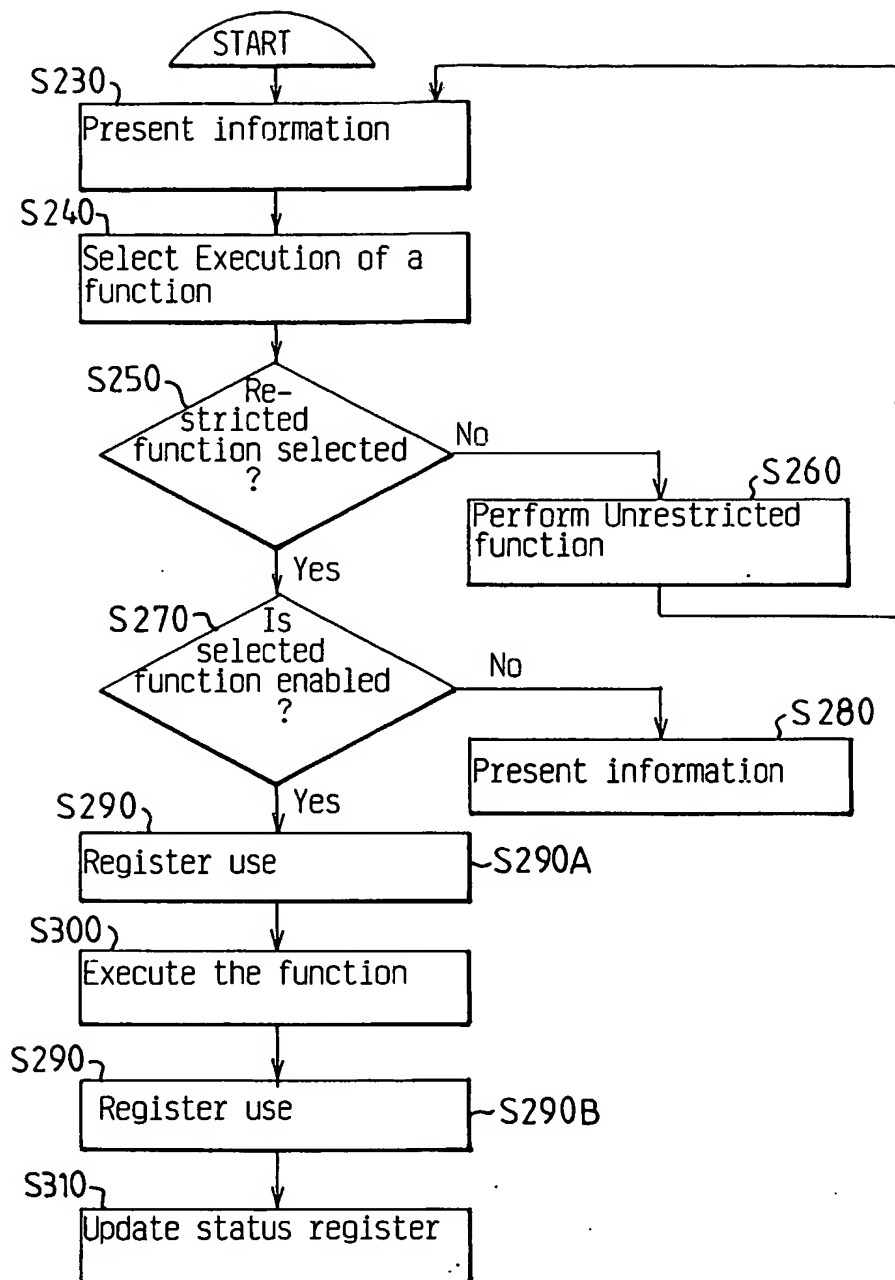 START
S230
Present information
S240
Select Execution of a
function
S250
Re-
stricted
function selected
?
No
S260
Perform Unrestricted
function
Yes
S270
Is
selected
function enabled
?
No
S280
Present information
Yes
S290
Register use
S290A
S300
Execute the function
S290
Register use
S290B
S310
Update status register